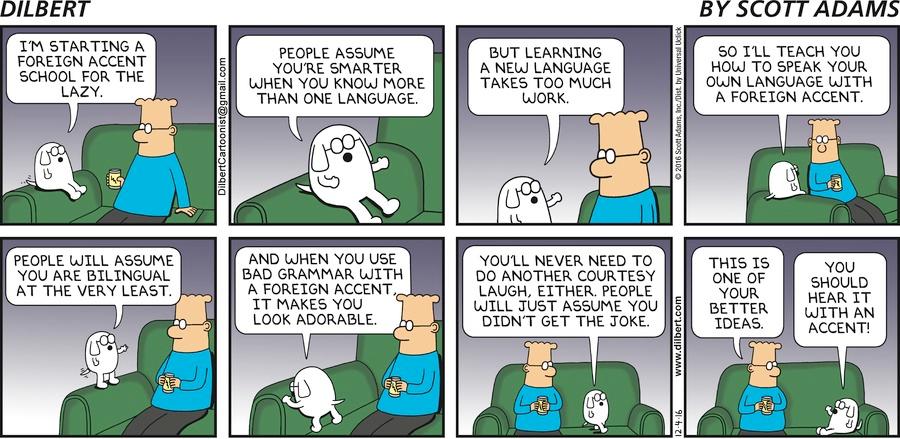 DILBERT
BY SCOTT ADAMS
I'M STARTING A
FOREIGN ACCENT
SCHOOL FOR THE
LAZY.
DilbertCartoonist@gmail.com
PEOPLE ASSUME
YOU'RE SMARTER
WHEN YOU KNOW MORE
THAN ONE LANGUAGE.
BUT LEARNING
A NEW LANGUAGE
TAKES TOO MUCH
WORK.
© 2016 Scott Adams, Inc./Dist. by Universal Uclick
SO I'LL TEACH YOU
HOW TO SPEAK YOUR
OWN LANGUAGE WITH
A FOREIGN ACCENT.
PEOPLE WILL ASSUME
YOU ARE BILINGUAL
AT THE VERY LEAST.
AND WHEN YOU USE
BAD GRAMMAR WITH
A FOREIGN ACCENT,
IT MAKES YOU
LOOK ADORABLE.
YOU'LL NEVER NEED TO
DO ANOTHER COURTESY
LAUGH, EITHER. PEOPLE
WILL JUST ASSUME YOU
DIDN'T GET THE JOKE.
12-4-16
www.dilbert.com
THIS IS
ONE OF
YOUR
BETTER
IDEAS.
YOU
SHOULD
HEAR IT
WITH AN
ACCENT!